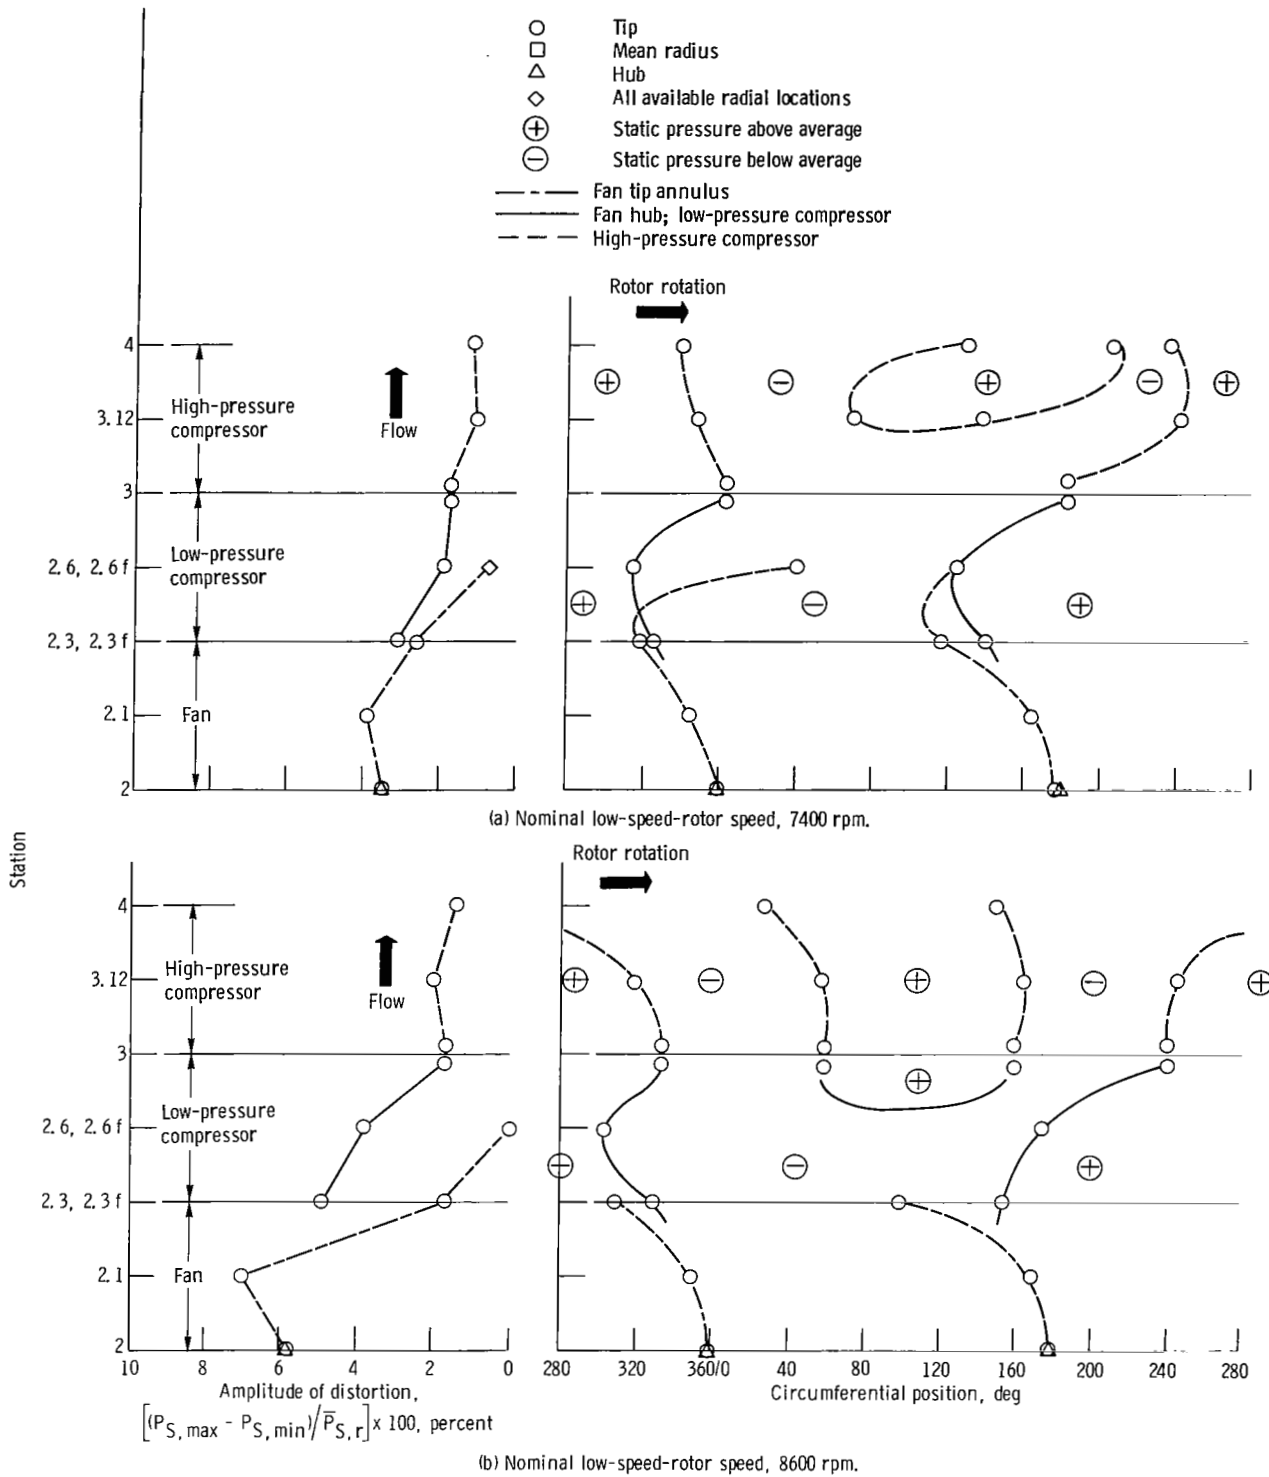 Tip
Mean radius
Hub
All available radial locations
Static pressure above average
Static pressure below average
Fan tip annulus
Fan hub; low-pressure compressor
High-pressure compressor
Rotor rotation
4
High-pressure
compressor
Flow
3.12
3
Low-pressure
compressor
2.6, 2.6f
2.3, 2.3f
2.1
Fan
2
(a) Nominal low-speed-rotor speed, 7400 rpm.
Station
Rotor rotation
4
High-pressure
compressor
3.12
Flow
3
Low-pressure
compressor
2.6, 2.6f
2.3, 2.3f
2.1
Fan
2
10 8 6 4 2 0 280 320 360/0 40 80 120 160 200 240 280
Amplitude of distortion, Circumferential position, deg
[(P_S,max - P_S,min)/P̅_S,r] x 100, percent
(b) Nominal low-speed-rotor speed, 8600 rpm.